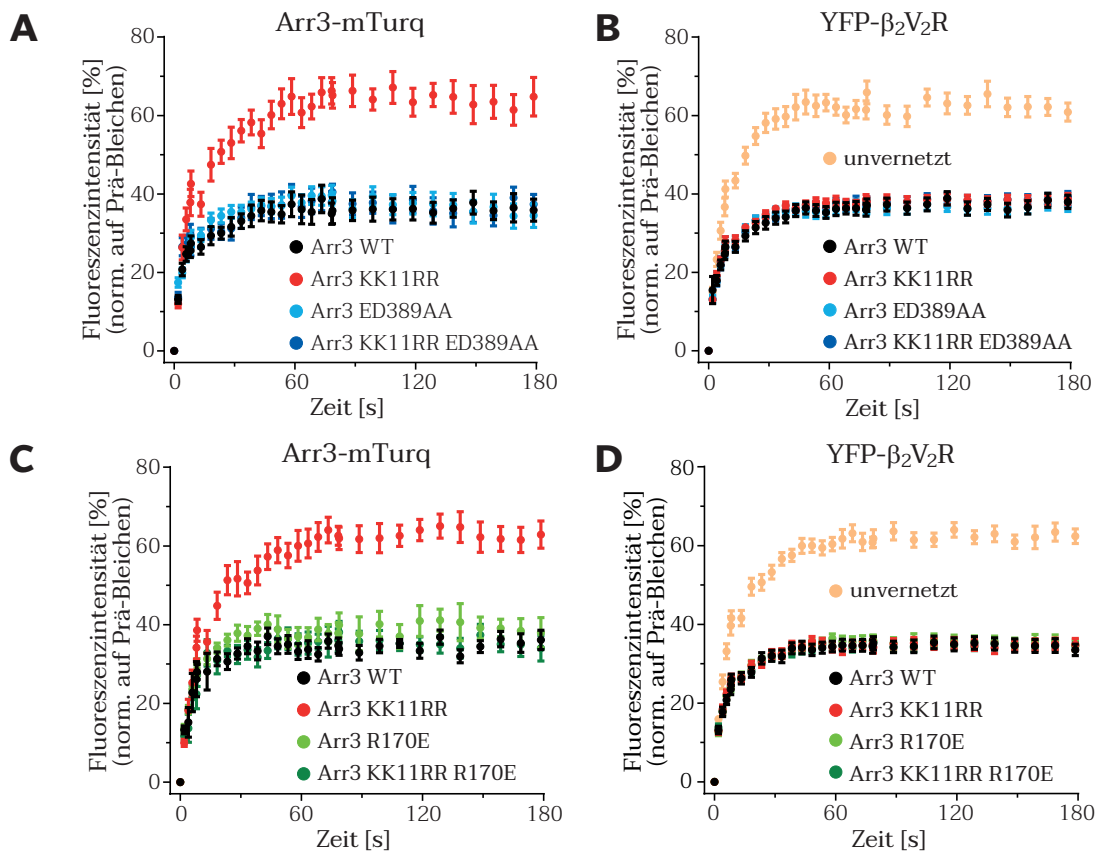 A
Arr3-mTurq
Fluoreszenzintensität [%]
(norm. auf Prä-Bleichen)
80
60
40
20
0
Arr3 WT
Arr3 KK11RR
Arr3 ED389AA
Arr3 KK11RR ED389AA
0 60 120 180
Zeit [s]
B
YFP-β₂V₂R
Fluoreszenzintensität [%]
(norm. auf Prä-Bleichen)
80
60
40
20
0
unvernetzt
Arr3 WT
Arr3 KK11RR
Arr3 ED389AA
Arr3 KK11RR ED389AA
0 60 120 180
Zeit [s]
C
Arr3-mTurq
Fluoreszenzintensität [%]
(norm. auf Prä-Bleichen)
80
60
40
20
0
Arr3 WT
Arr3 KK11RR
Arr3 R170E
Arr3 KK11RR R170E
0 60 120 180
Zeit [s]
D
YFP-β₂V₂R
Fluoreszenzintensität [%]
(norm. auf Prä-Bleichen)
80
60
40
20
0
unvernetzt
Arr3 WT
Arr3 KK11RR
Arr3 R170E
Arr3 KK11RR R170E
0 60 120 180
Zeit [s]